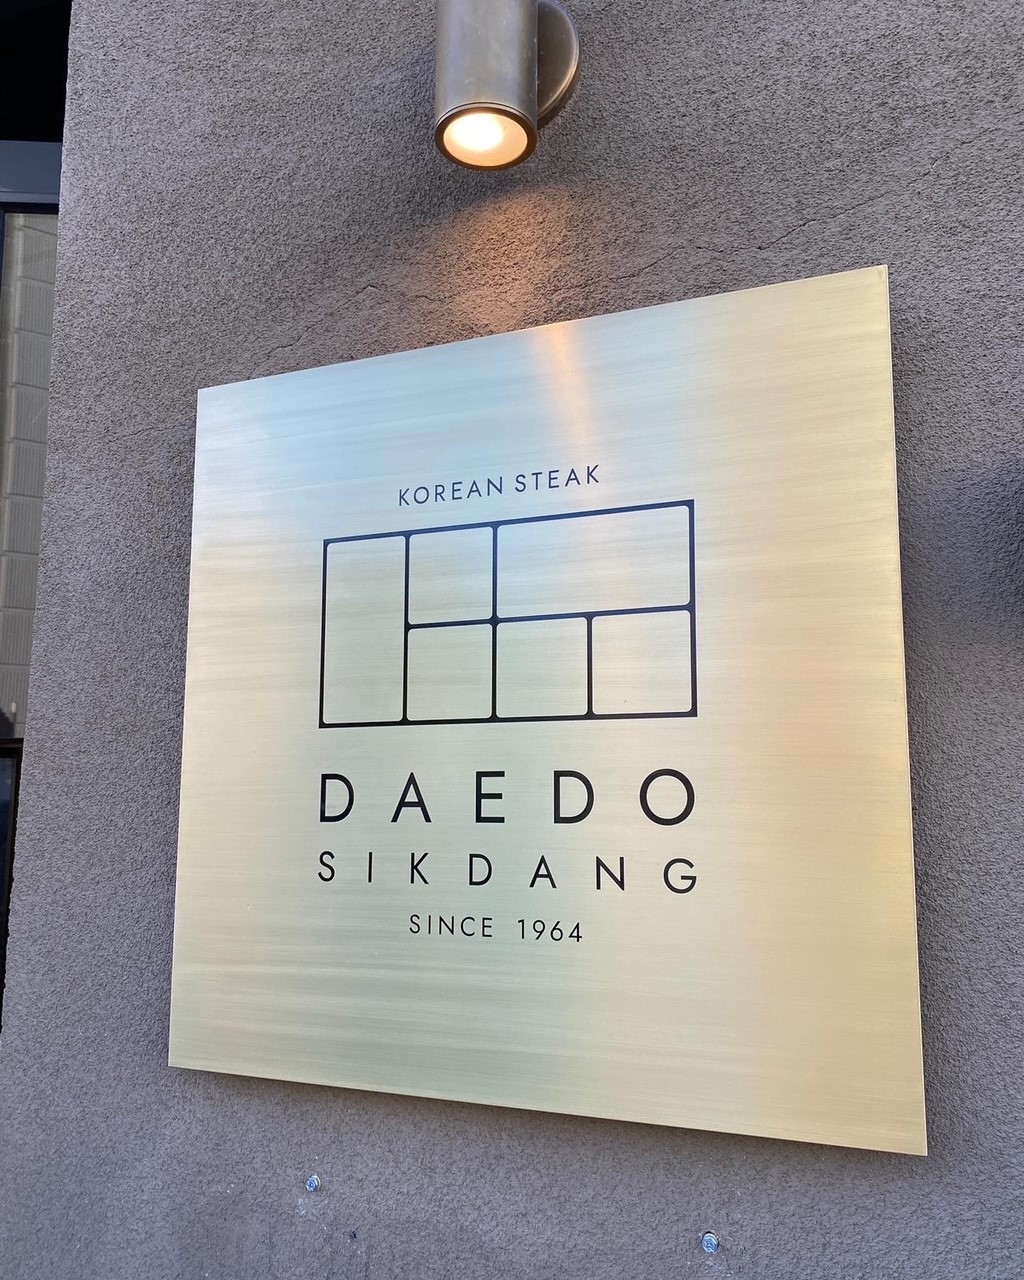 KOREAN STEAK
DAEDO
SIKDANG
SINCE 1964